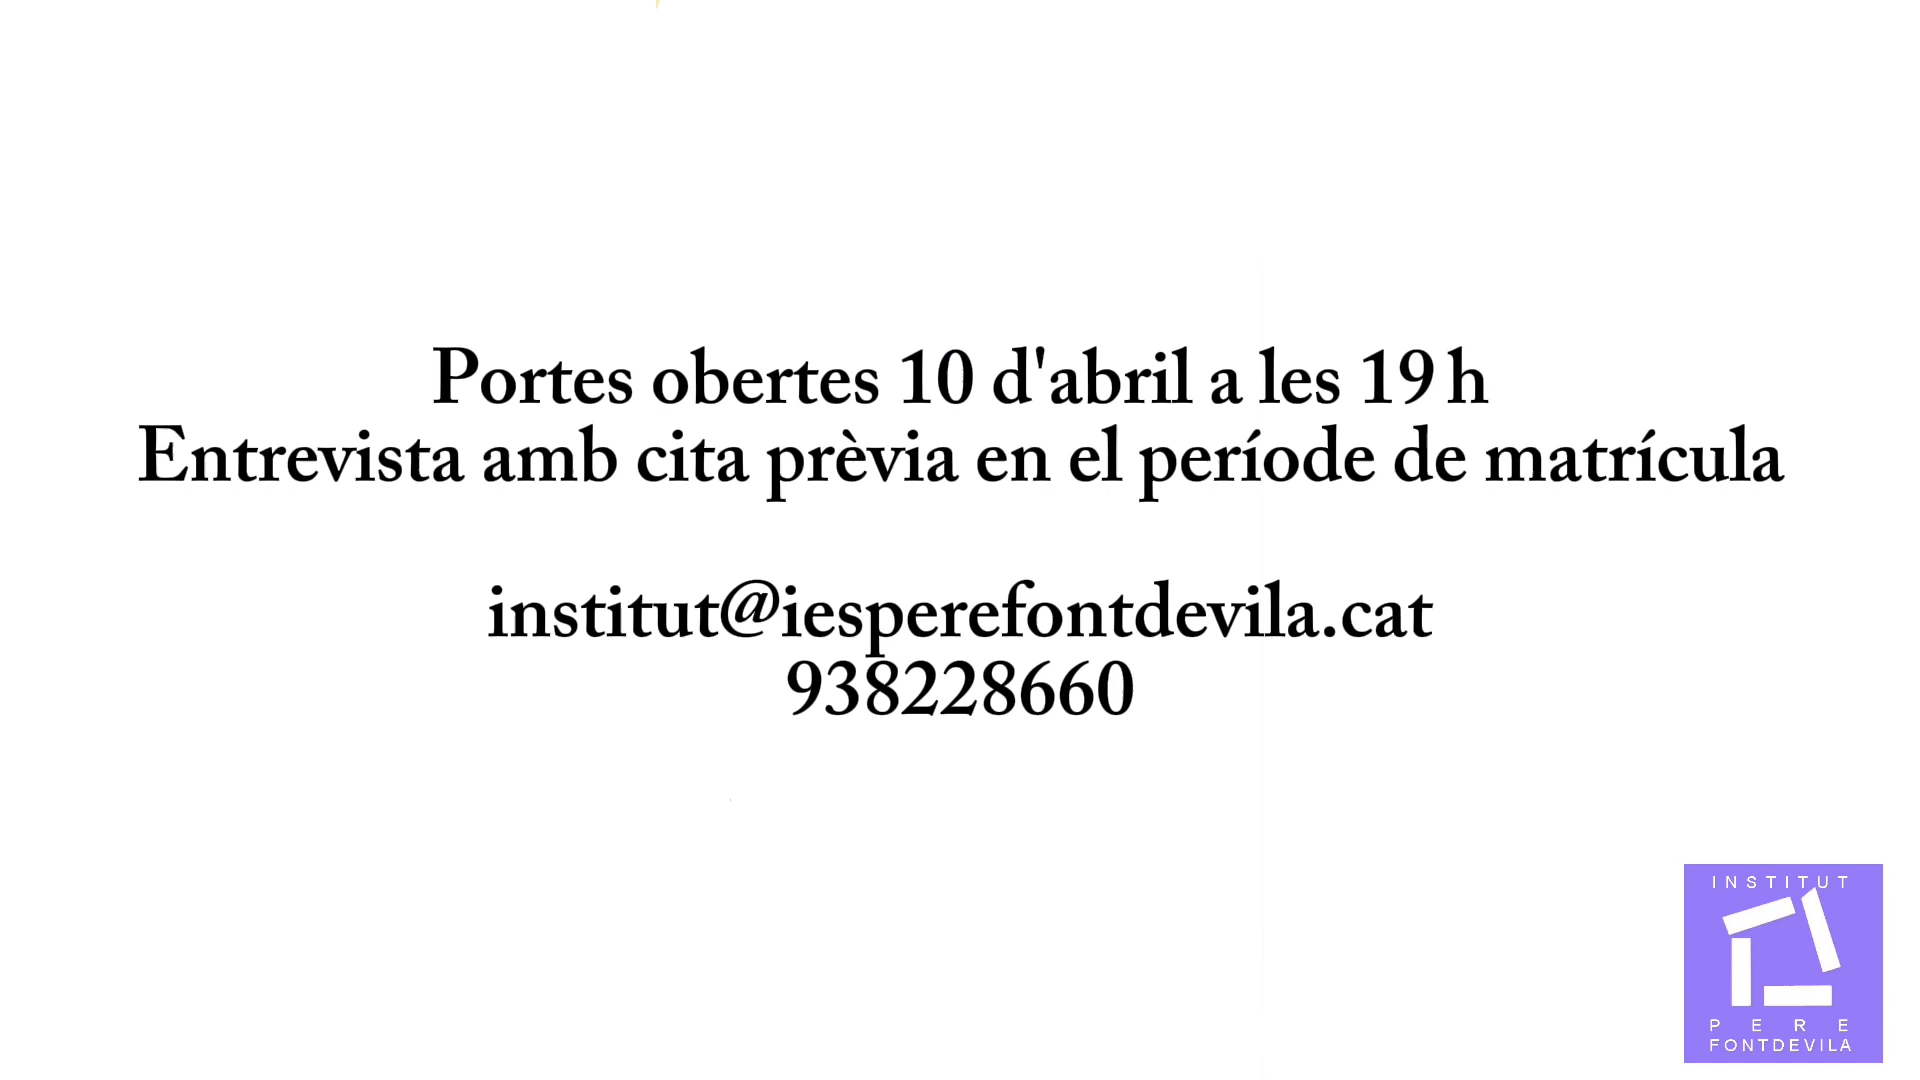 Portes obertes 10 d'abril a les 19 h
Entrevista amb cita prèvia en el període de matrícula
institut@iesperefontdevila.cat
938228660
INSTITUT
PERE
FONTDEVILA